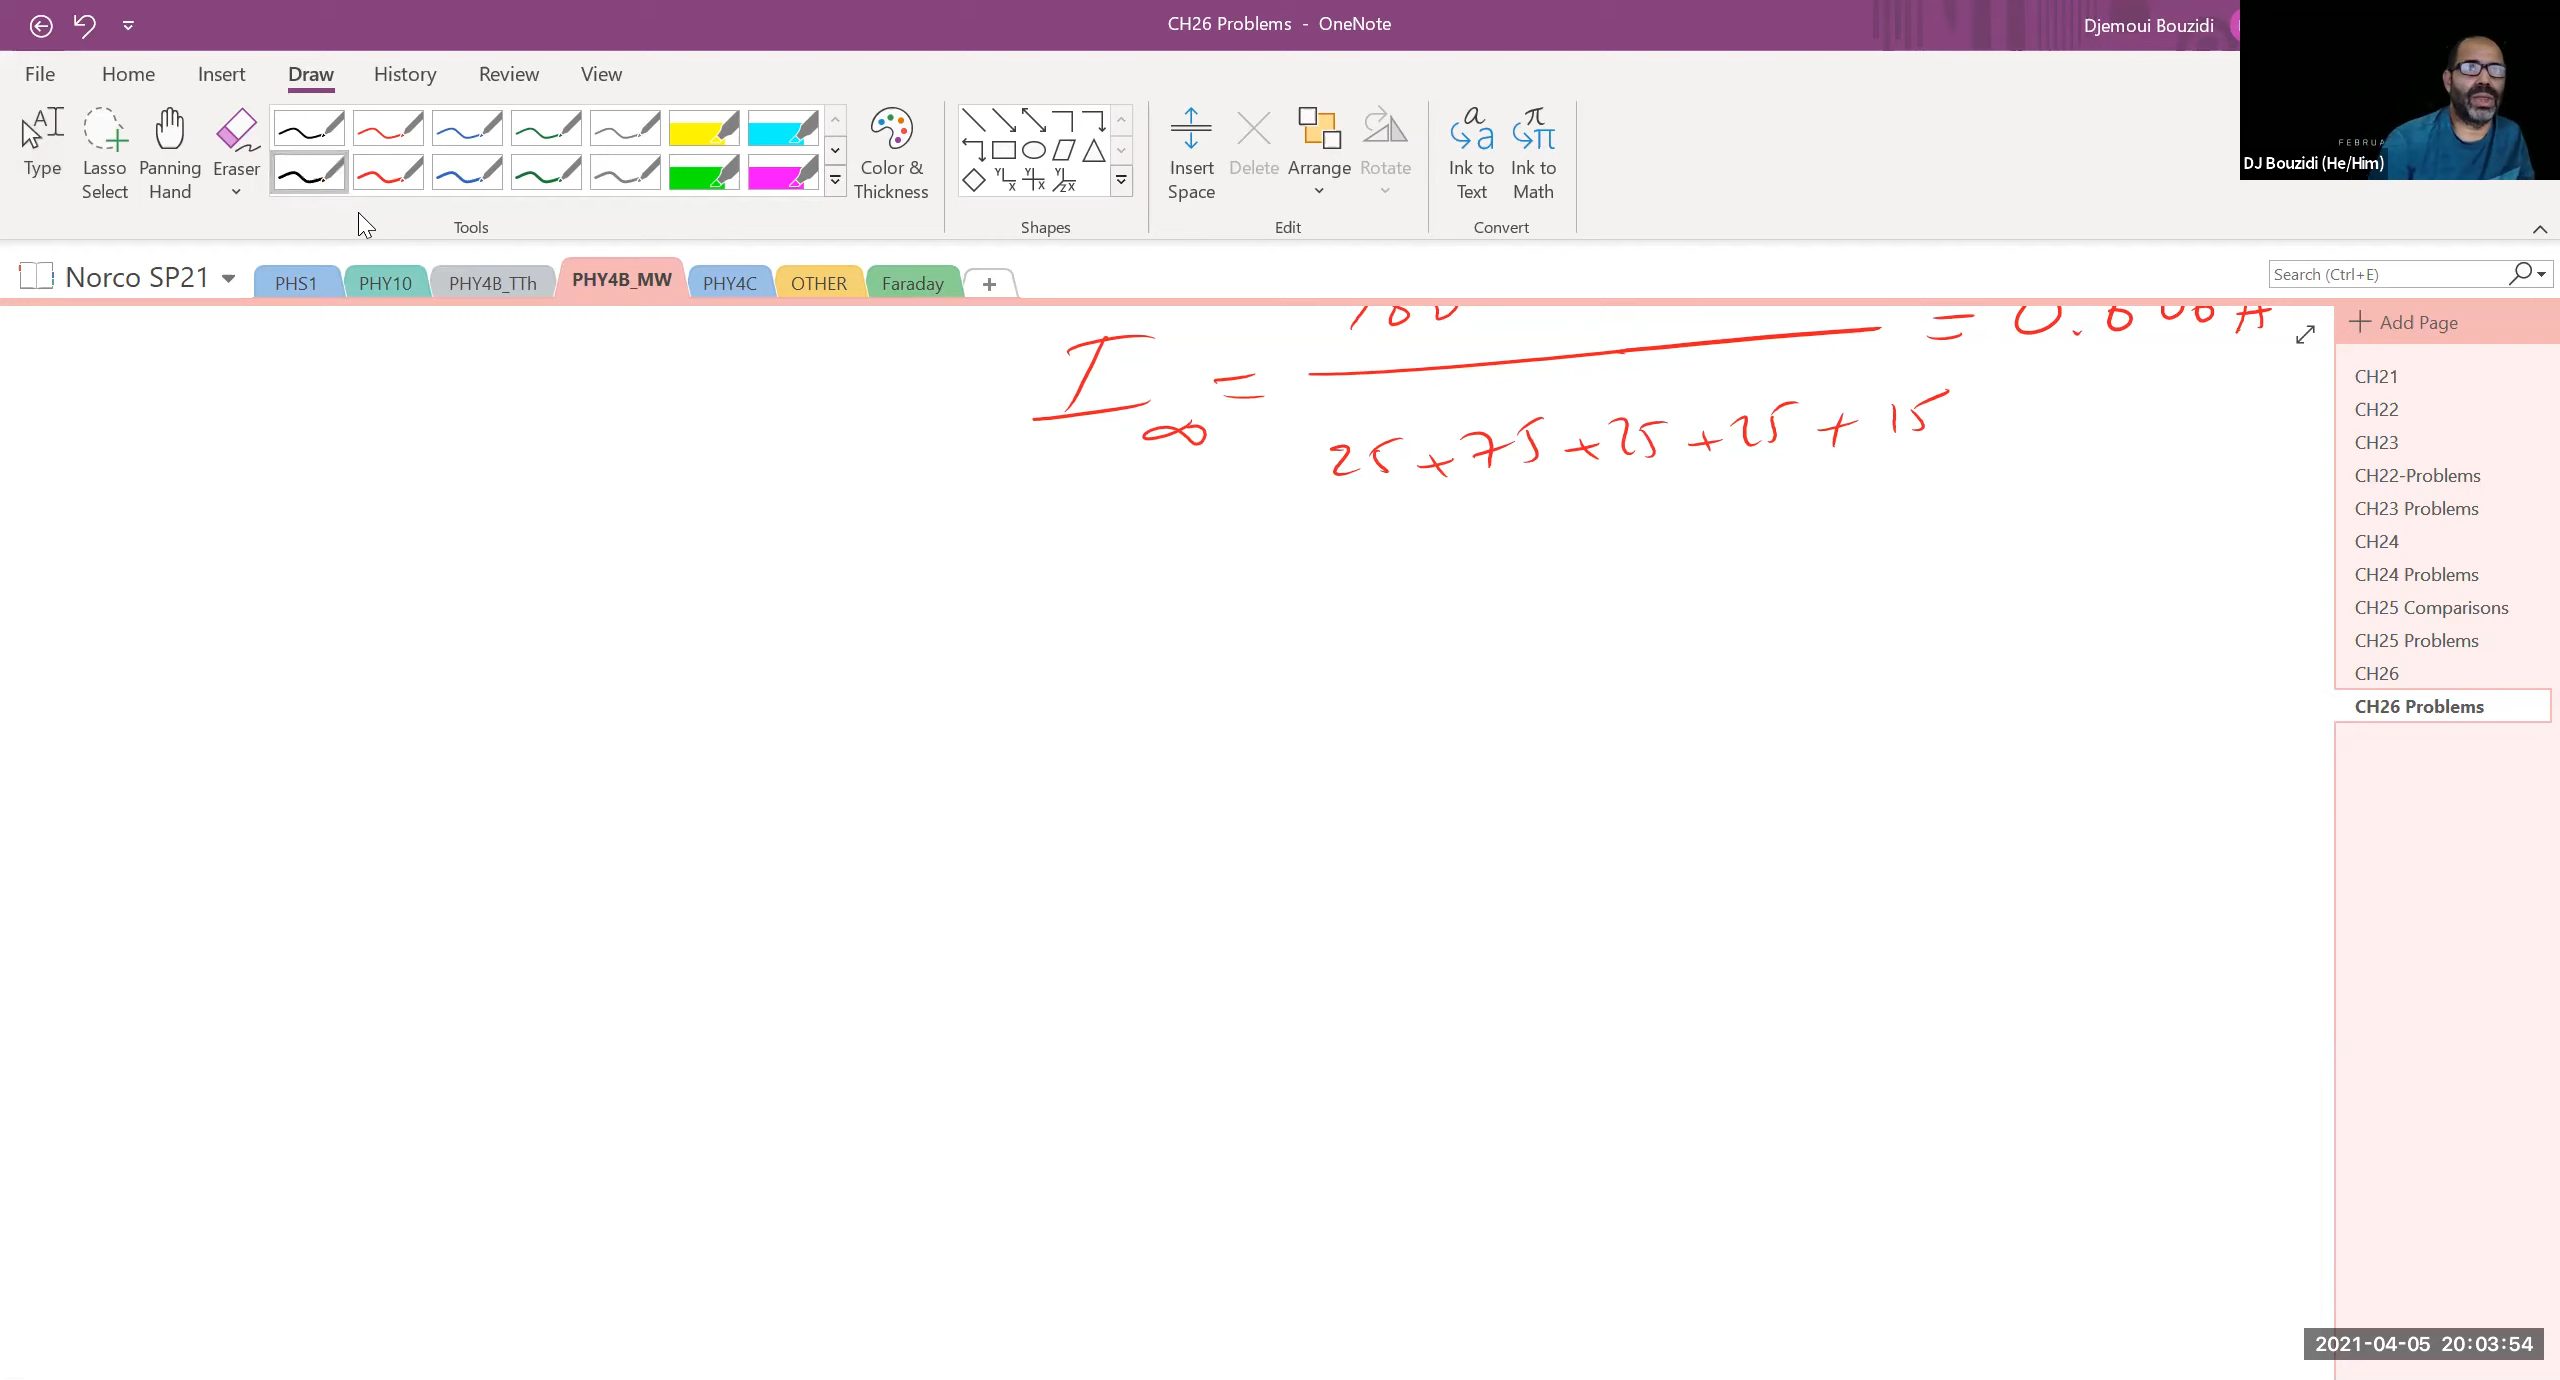 CH26 Problems - OneNote
Djemoui Bouzidi
File Home Insert Draw History Review View
Type
Lasso Select
Panning Hand
Eraser
Color & Thickness
Insert Space
Delete
Arrange
Rotate
Ink to Text
Ink to Math
Tools
Shapes
Edit
Convert
FEBRUA
DJ Bouzidi (He/Him)
Norco SP21
PHS1 PHY10 PHY4B_TTh PHY4B_MW PHY4C OTHER Faraday
Search (Ctrl+E)
I∞ =
25 + 75 + 25 + 25 + 15
Add Page
CH21
CH22
CH23
CH22-Problems
CH23 Problems
CH24
CH24 Problems
CH25 Comparisons
CH25 Problems
CH26
CH26 Problems
2021-04-05 20:03:54